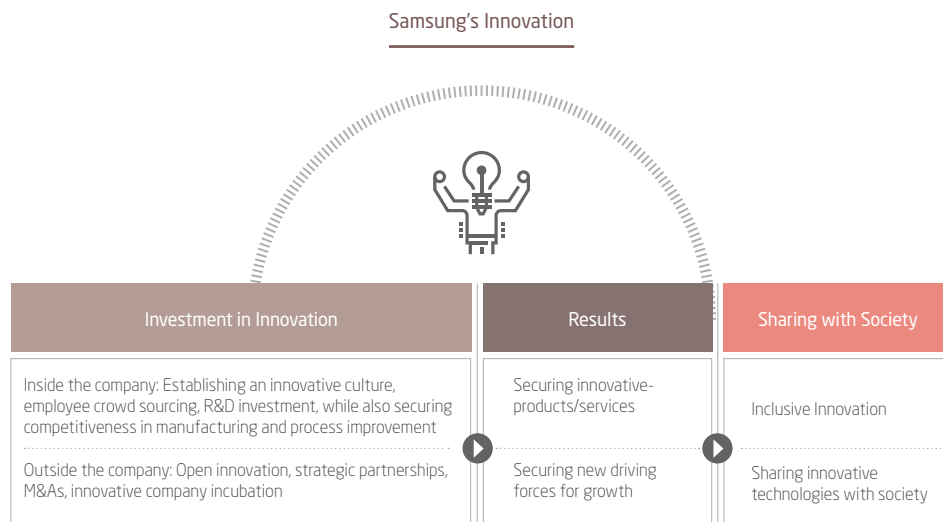 Samsung's Innovation
Investment in Innovation
Results
Sharing with Society
Inside the company: Establishing an innovative culture,
employee crowd sourcing, R&D investment, while also securing
competitiveness in manufacturing and process improvement
Outside the company: Open innovation, strategic partnerships,
M&As, innovative company incubation
Securing innovative-
products/services
Securing new driving
forces for growth
Inclusive Innovation
Sharing innovative
technologies with society